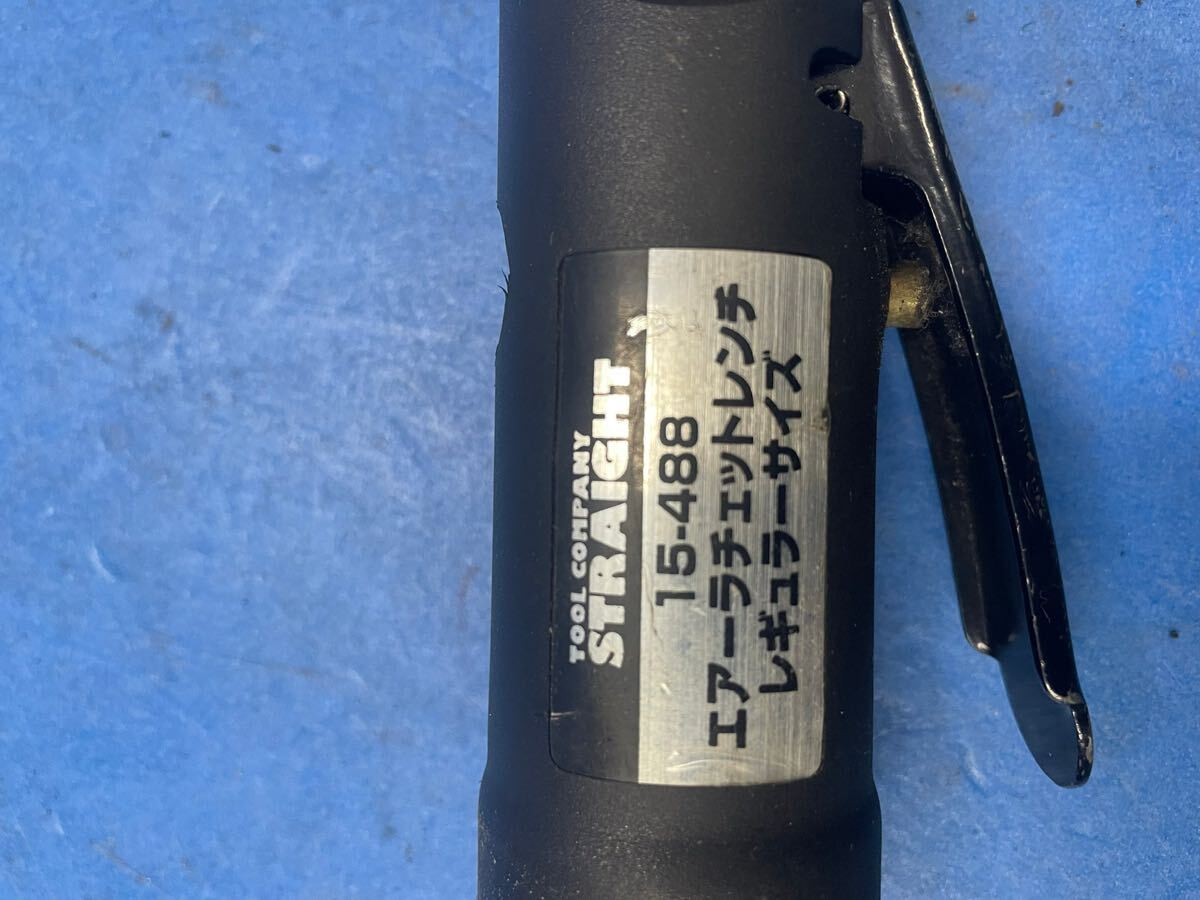 TOOL COMPANY
STRAIGHT
15-488
エアーラチェットレンチ
レギュラーサイズ